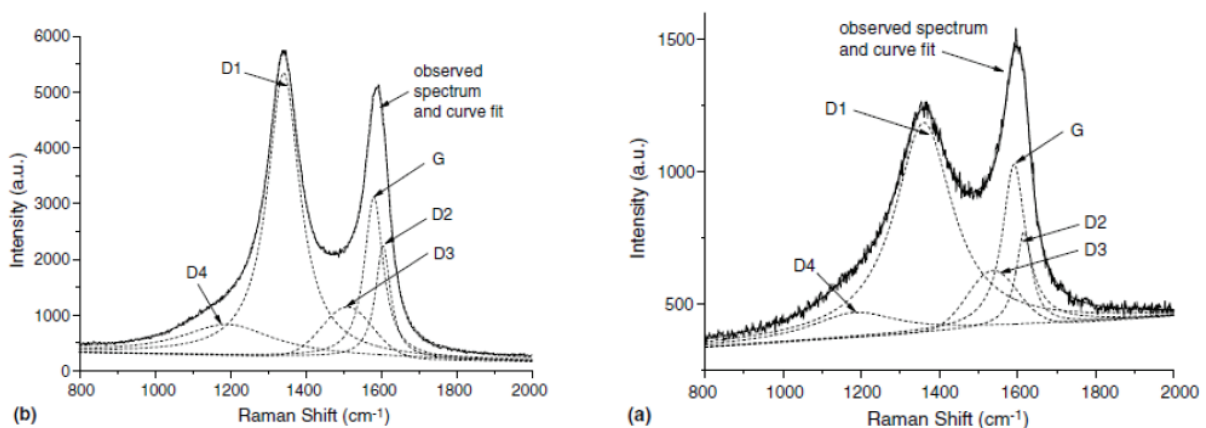 6000
5000
4000
3000
2000
1000
0
Intensity (a.u.)
D1
observed
spectrum
and curve fit
G
D2
D3
D4
800 1000 1200 1400 1600 1800 2000
(b)
Raman Shift (cm⁻¹)
1500
1000
500
Intensity (a.u.)
observed spectrum
and curve fit
D1
G
D2
D3
D4
800 1000 1200 1400 1600 1800 2000
(a)
Raman Shift (cm⁻¹)